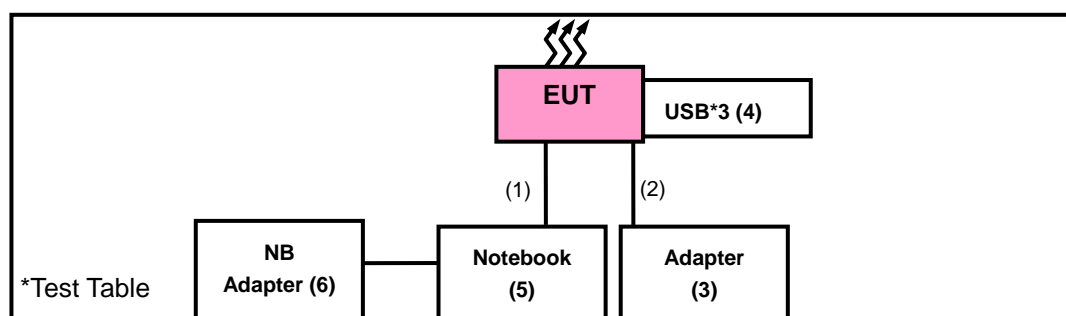 EUT
USB*3 (4)
(1)
(2)
NB
Adapter (6)
Notebook
(5)
Adapter
(3)
*Test Table